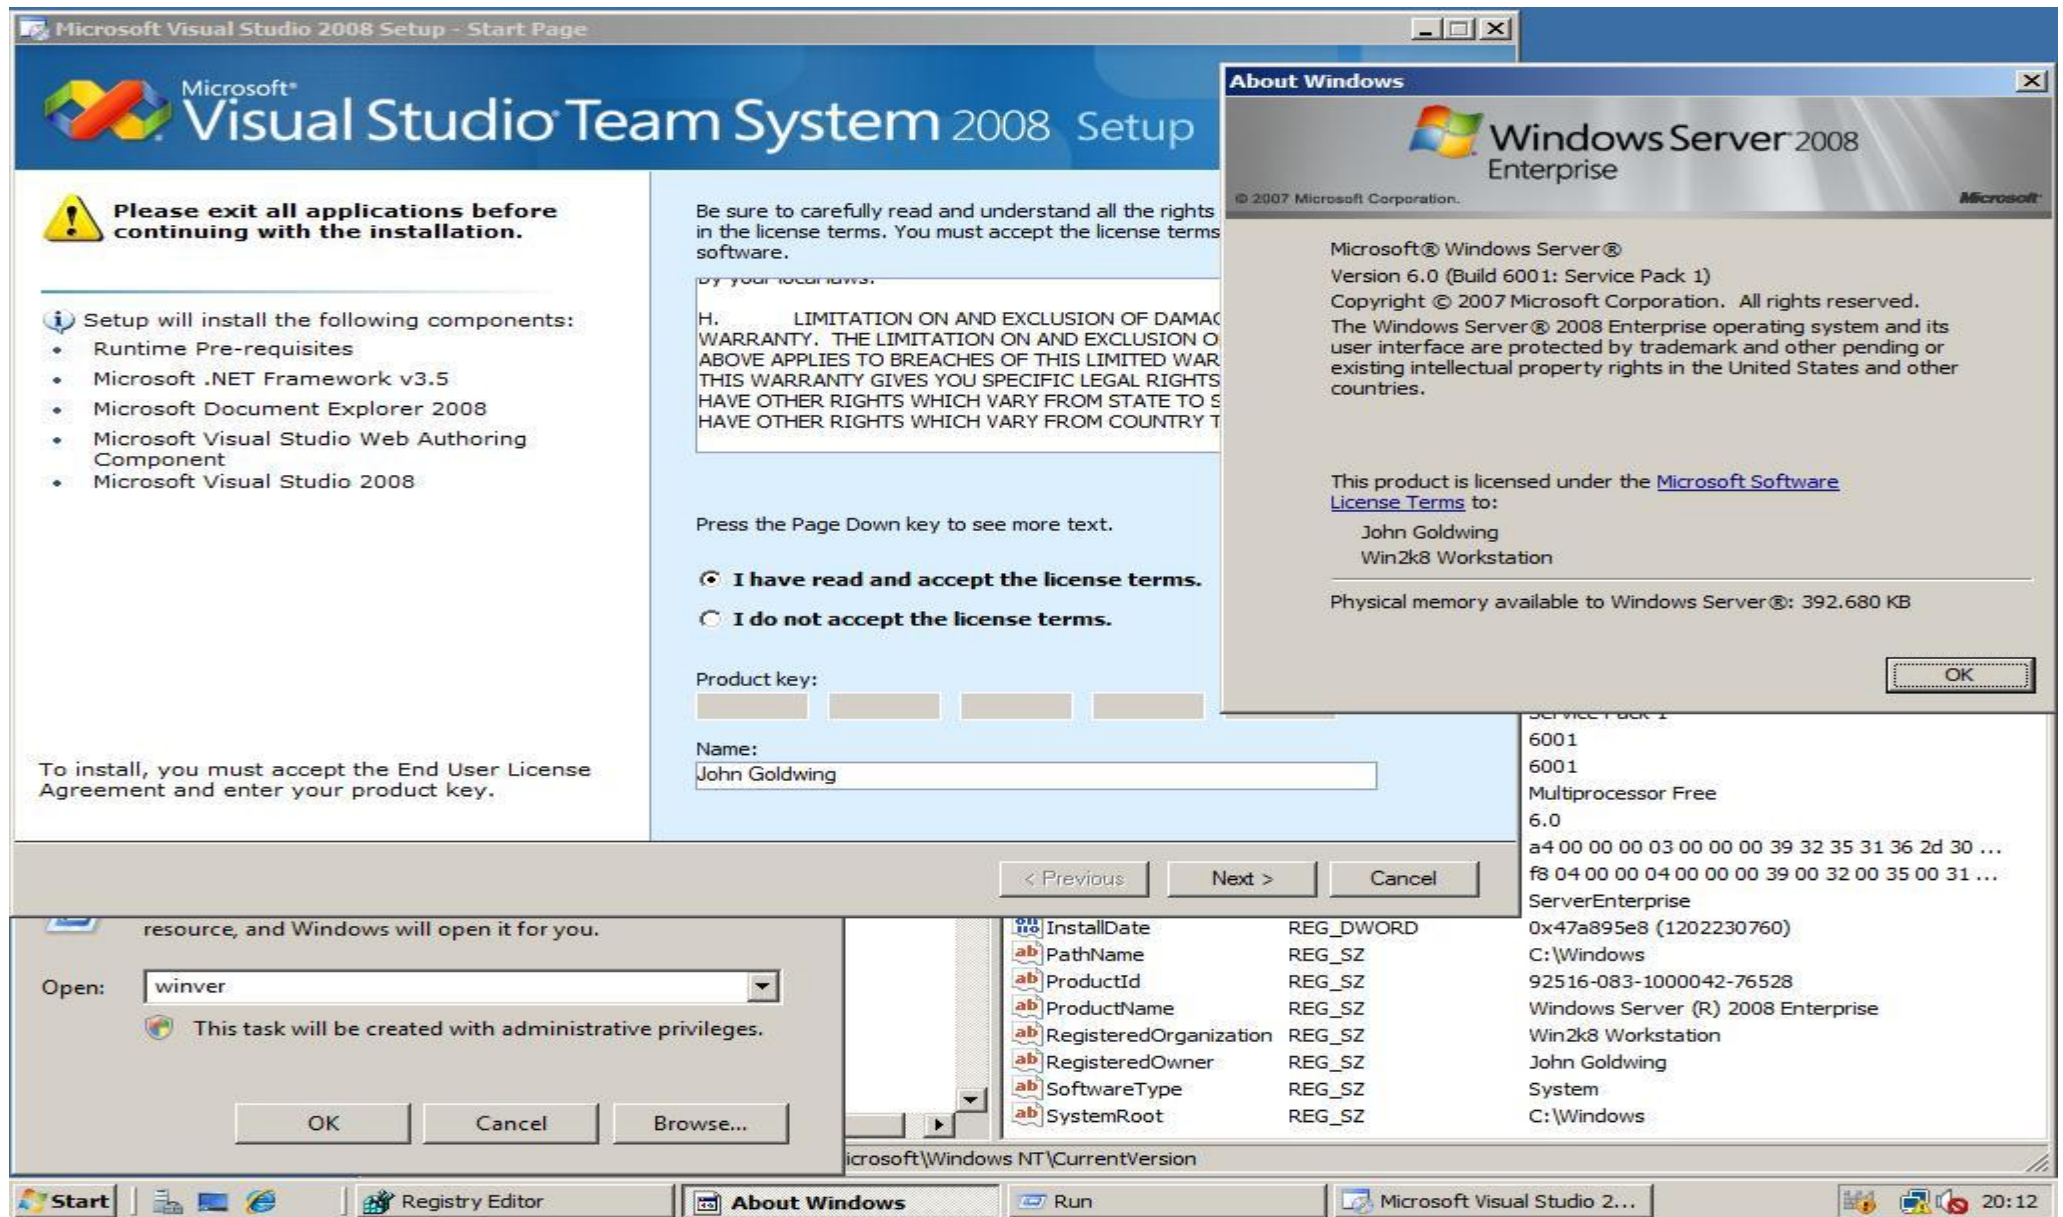 Microsoft Visual Studio 2008 Setup - Start Page
Microsoft®
Visual Studio Team System 2008 Setup
Please exit all applications before
continuing with the installation.
Setup will install the following components:
• Runtime Pre-requisites
• Microsoft .NET Framework v3.5
• Microsoft Document Explorer 2008
• Microsoft Visual Studio Web Authoring
Component
• Microsoft Visual Studio 2008
To install, you must accept the End User License
Agreement and enter your product key.
Be sure to carefully read and understand all the rights
in the license terms. You must accept the license terms
software.
by your local laws.
H. LIMITATION ON AND EXCLUSION OF DAMAG
WARRANTY. THE LIMITATION ON AND EXCLUSION O
ABOVE APPLIES TO BREACHES OF THIS LIMITED WAR
THIS WARRANTY GIVES YOU SPECIFIC LEGAL RIGHTS
HAVE OTHER RIGHTS WHICH VARY FROM STATE TO S
HAVE OTHER RIGHTS WHICH VARY FROM COUNTRY T
Press the Page Down key to see more text.
I have read and accept the license terms.
I do not accept the license terms.
Product key:
Name:
John Goldwing
< Previous
Next >
Cancel
About Windows
Windows Server® 2008
Enterprise
© 2007 Microsoft Corporation.
Microsoft®
Microsoft® Windows Server®
Version 6.0 (Build 6001: Service Pack 1)
Copyright © 2007 Microsoft Corporation. All rights reserved.
The Windows Server® 2008 Enterprise operating system and its
user interface are protected by trademark and other pending or
existing intellectual property rights in the United States and other
countries.
This product is licensed under the Microsoft Software
License Terms to:
John Goldwing
Win2k8 Workstation
Physical memory available to Windows Server®: 392.680 KB
OK
Service Pack 1
6001
6001
Multiprocessor Free
6.0
a4 00 00 00 03 00 00 00 39 32 35 31 36 2d 30 ...
f8 04 00 00 04 00 00 00 39 00 32 00 35 00 31 ...
ServerEnterprise
InstallDate REG_DWORD 0x47a895e8 (1202230760)
PathName REG_SZ C:\Windows
ProductId REG_SZ 92516-083-1000042-76528
ProductName REG_SZ Windows Server (R) 2008 Enterprise
RegisteredOrganization REG_SZ Win2k8 Workstation
RegisteredOwner REG_SZ John Goldwing
SoftwareType REG_SZ System
SystemRoot REG_SZ C:\Windows
icrosoft\Windows NT\CurrentVersion
resource, and Windows will open it for you.
Open: winver
This task will be created with administrative privileges.
OK
Cancel
Browse...
Start
Registry Editor
About Windows
Run
Microsoft Visual Studio 2...
20:12